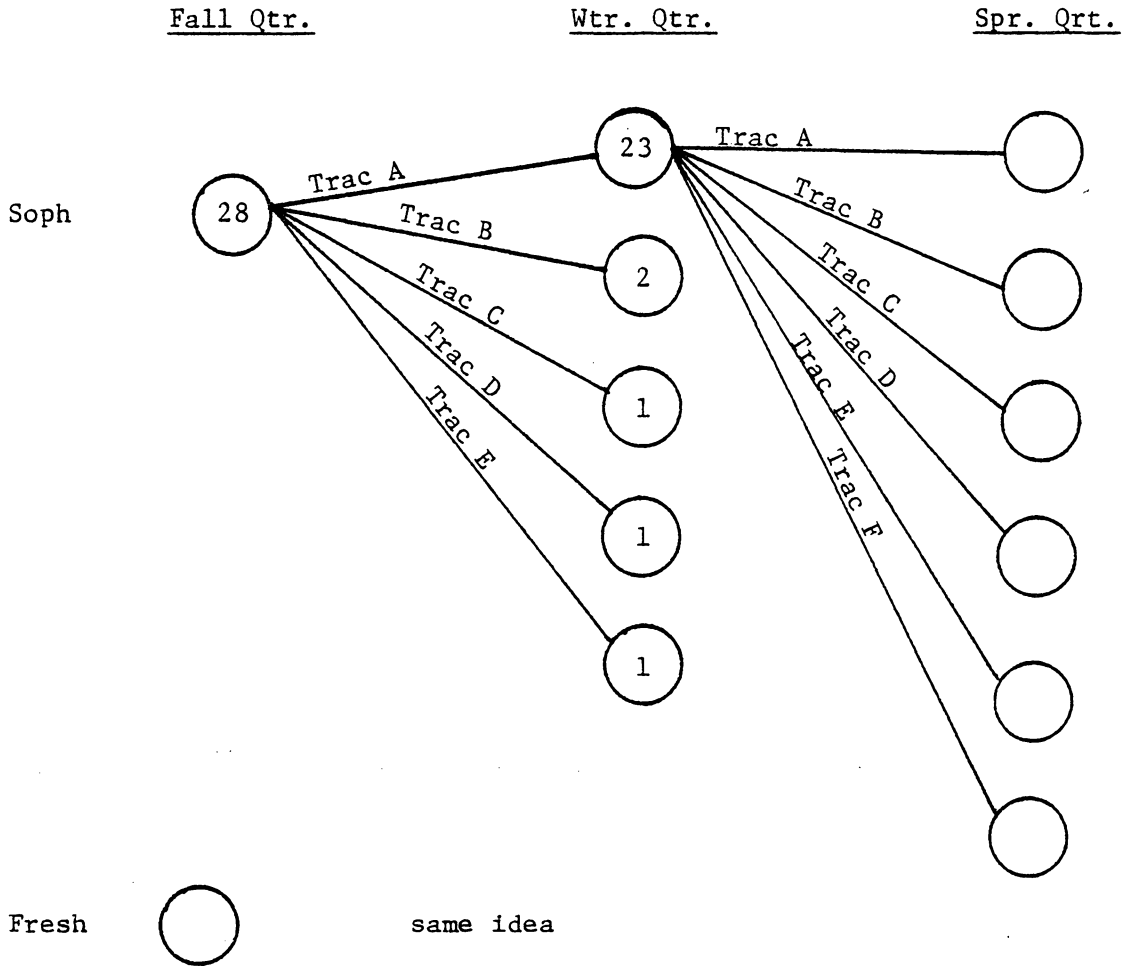 Fall Qtr. Wtr. Qtr. Spr. Qrt.
Soph
28
Trac A
Trac B
Trac C
Trac D
Trac E
23
2
1
1
1
Trac A
Trac B
Trac C
Trac D
Trac E
Trac F
Fresh same idea